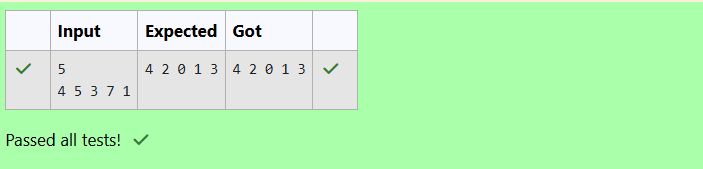 Input Expected Got
5 4 2 0 1 3 4 2 0 1 3
4 5 3 7 1
Passed all tests!